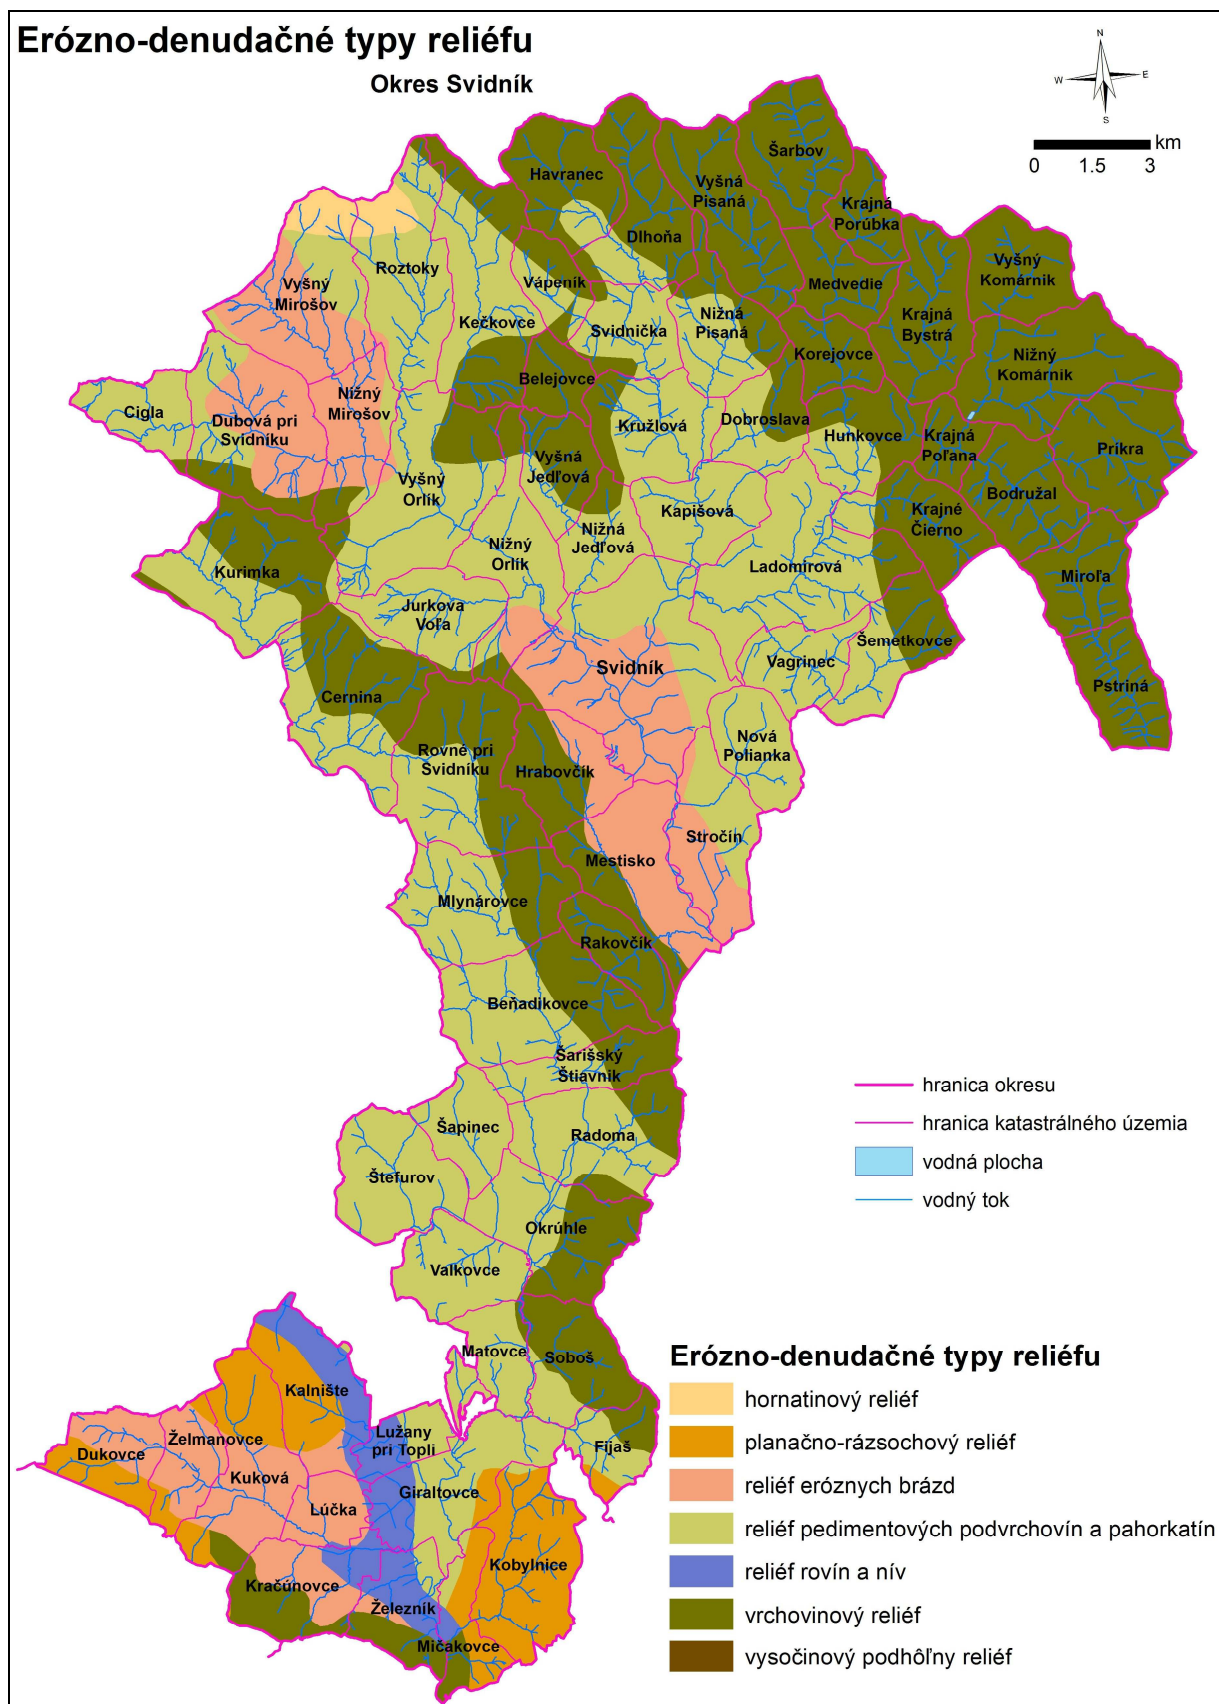 Erózno-denudačné typy reliéfu
Okres Svidník
N
W
E
S
km
0
1.5
3
Šarbov
Havranec
Vyšná
Pisaná
Krajná
Porúbka
Dlhoňa
Vyšný
Komárnik
Roztoky
Vyšný
Mirošov
Vápeník
Medvedie
Krajná
Bystrá
Kečkovce
Svidnička
Nižná
Pisaná
Korejovce
Nižný
Komárnik
Belejovce
Nižný
Mirošov
Cigla
Dubová pri
Svidníku
Kružlová
Dobroslava
Hunkovce
Krajná
Poľana
Príkra
Vyšná
Jedľová
Vyšný
Orlík
Bodružal
Kapišová
Krajné
Čierno
Nižná
Jedľová
Nižný
Orlík
Kurimka
Ladomirová
Miroľa
Jurkova
Voľa
Šemetkovce
Vagrinec
Svidník
Pstriná
Cernina
Nová
Polianka
Rovné pri
Svidníku
Hrabovčík
Stročín
Mestisko
Mlynárovce
Rakovčík
Beňadikovce
Šarišský
Štiavnik
hranica okresu
Šapinec
Radoma
hranica katastrálného územia
vodná plocha
Štefurov
vodný tok
Okrúhle
Valkovce
Matovce
Soboš
Kalnište
Lužany
pri Topli
Fijaš
Želmanovce
Dukovce
Kuková
Giraltovce
Lúčka
Kobylnice
Kračúnovce
Železník
Mičakovce
Erózno-denudačné typy reliéfu
hornatinový reliéf
planačno-rázsochový reliéf
reliéf eróznych brázd
reliéf pedimentových podvrchovín a pahorkatín
reliéf rovín a nív
vrchovinový reliéf
vysočinový podhôľny reliéf